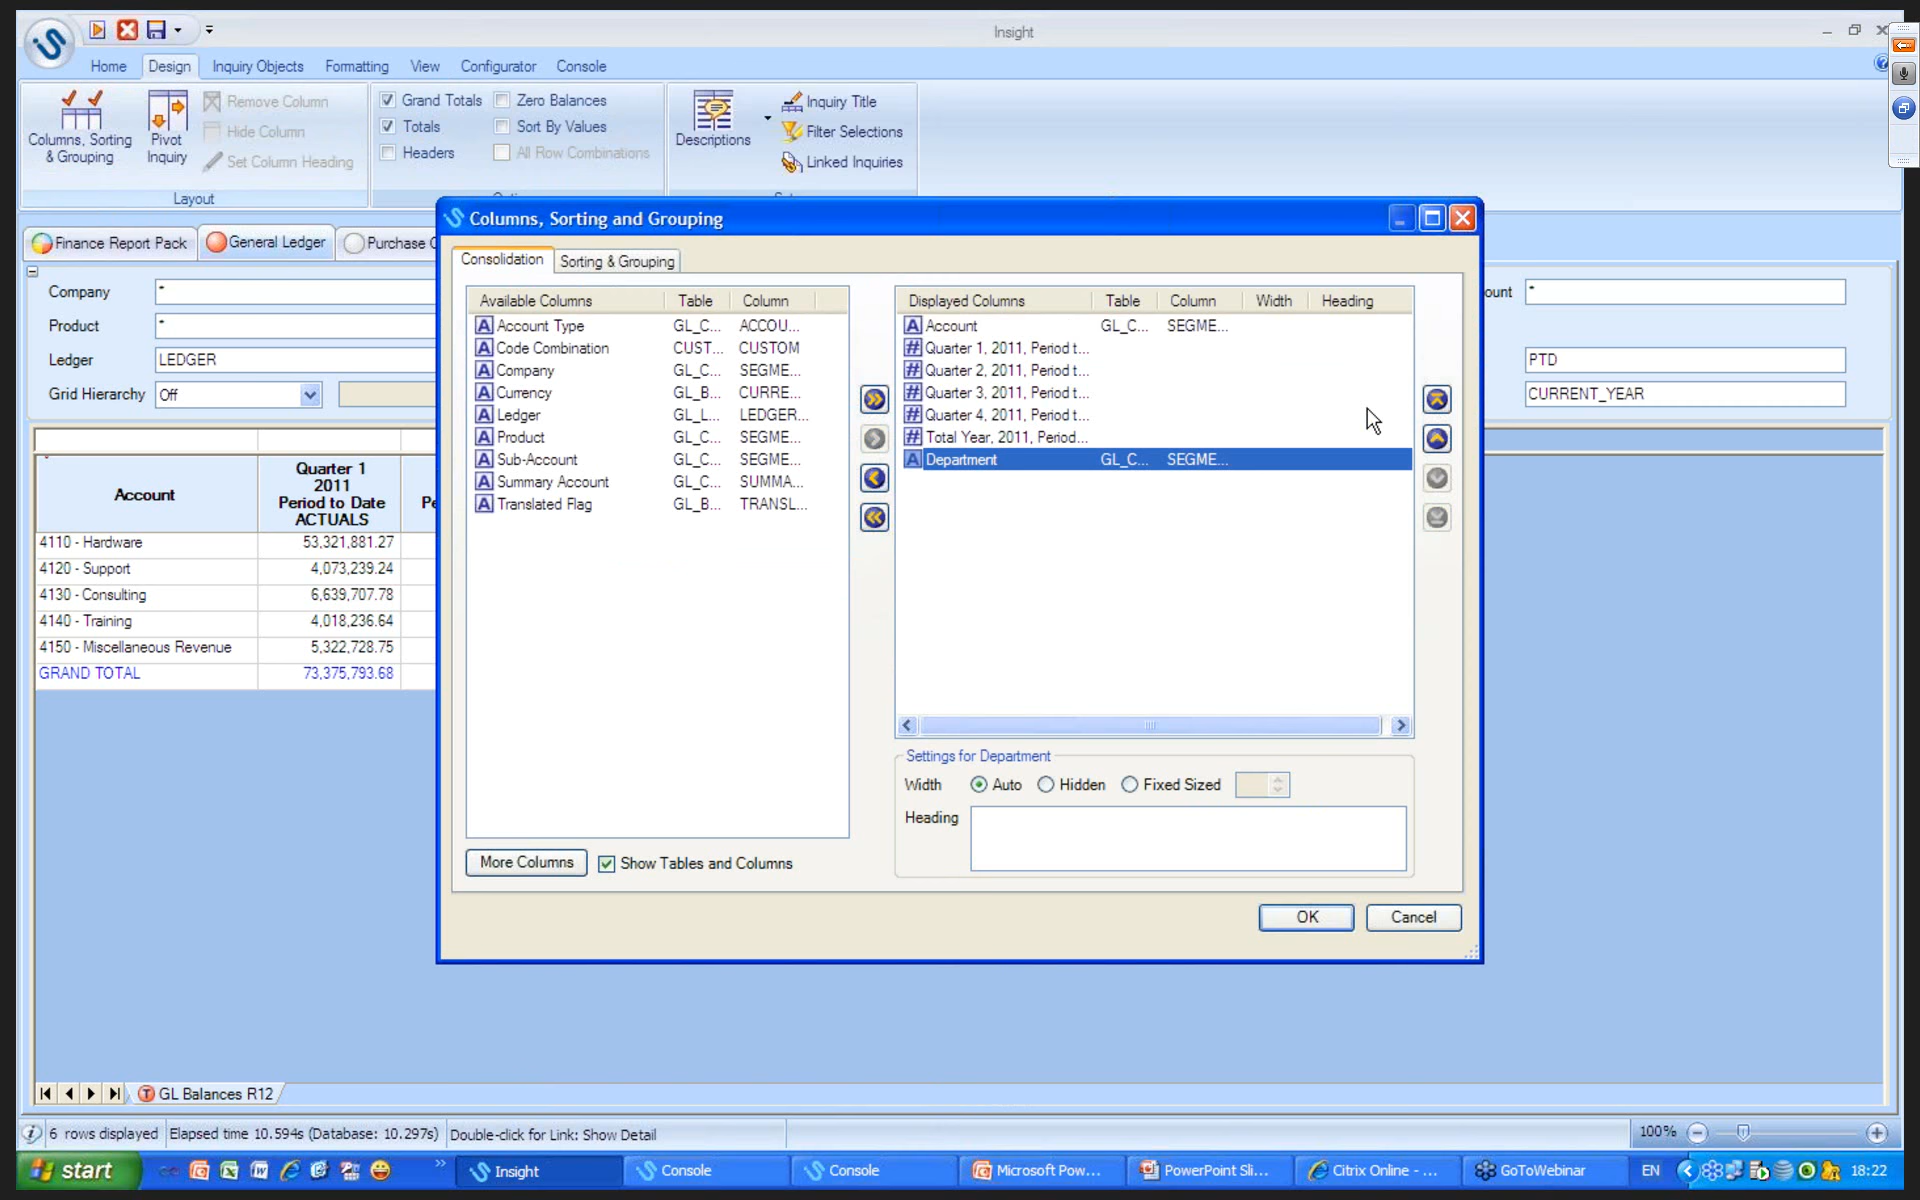 Insight
Home Design Inquiry Objects Formatting View Configurator Console
Columns, Sorting & Grouping
Pivot Inquiry
Remove Column
Hide Column
Set Column Heading
Layout
Grand Totals Zero Balances
Totals Sort By Values
Headers All Row Combinations
Descriptions
Inquiry Title
Filter Selections
Linked Inquiries
Finance Report Pack General Ledger Purchase
Company *
Product *
Ledger LEDGER
Grid Hierarchy Off
ount *
PTD
CURRENT_YEAR
Account
Quarter 1
2011
Period to Date
ACTUALS
Pe
4110 - Hardware 53,321,881.27
4120 - Support 4,073,239.24
4130 - Consulting 6,639,707.78
4140 - Training 4,018,236.64
4150 - Miscellaneous Revenue 5,322,728.75
GRAND TOTAL 73,375,793.68
Columns, Sorting and Grouping
Consolidation Sorting & Grouping
Available Columns Table Column
Account Type GL_C... ACCOU...
Code Combination CUST... CUSTOM
Company GL_C... SEGME...
Currency GL_B... CURRE...
Ledger GL_L... LEDGER...
Product GL_C... SEGME...
Sub-Account GL_C... SEGME...
Summary Account GL_C... SUMMA...
Translated Flag GL_B... TRANSL...
Displayed Columns Table Column Width Heading
Account GL_C... SEGME...
Quarter 1, 2011, Period t...
Quarter 2, 2011, Period t...
Quarter 3, 2011, Period t...
Quarter 4, 2011, Period t...
Total Year, 2011, Period...
Department GL_C... SEGME...
Settings for Department
Width Auto Hidden Fixed Sized
Heading
More Columns Show Tables and Columns
OK Cancel
GL Balances R12
6 rows displayed Elapsed time 10.594s (Database: 10.297s) Double-click for Link: Show Detail 100%
start Insight Console Console Microsoft Pow... PowerPoint Sli... Citrix Online - ... GoToWebinar EN 18:22